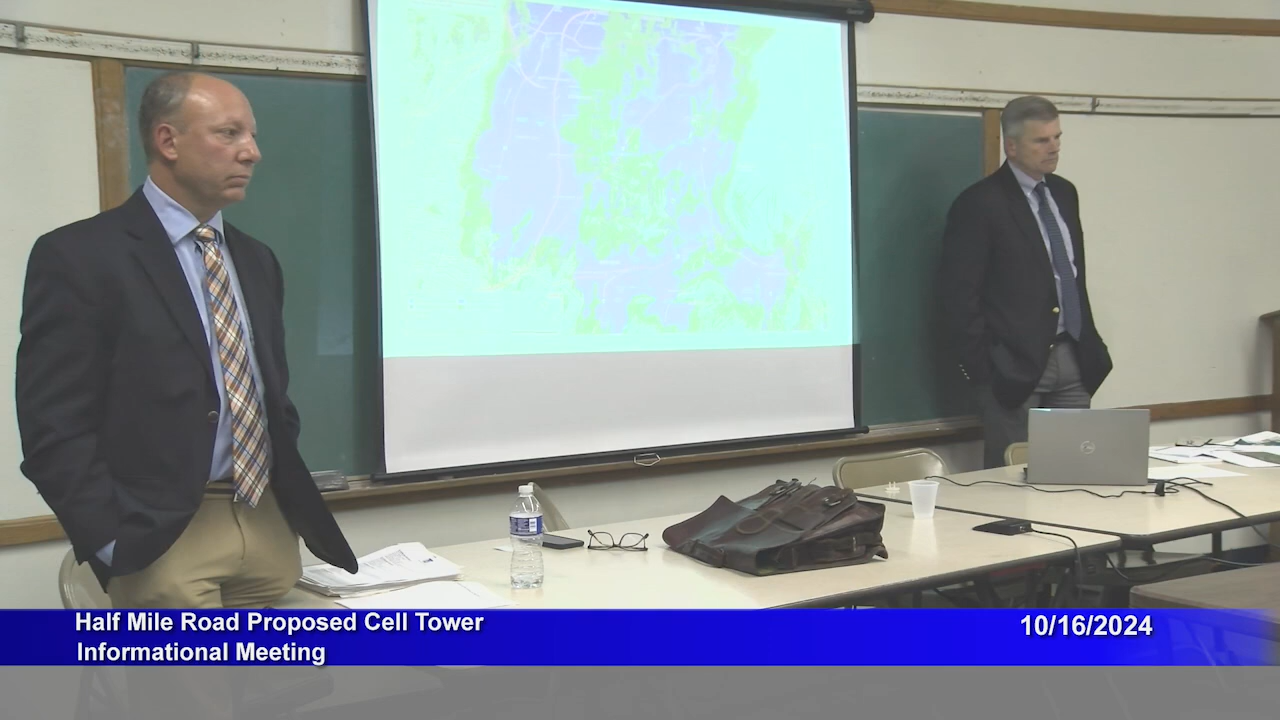 Half Mile Road Proposed Cell Tower
Informational Meeting
10/16/2024